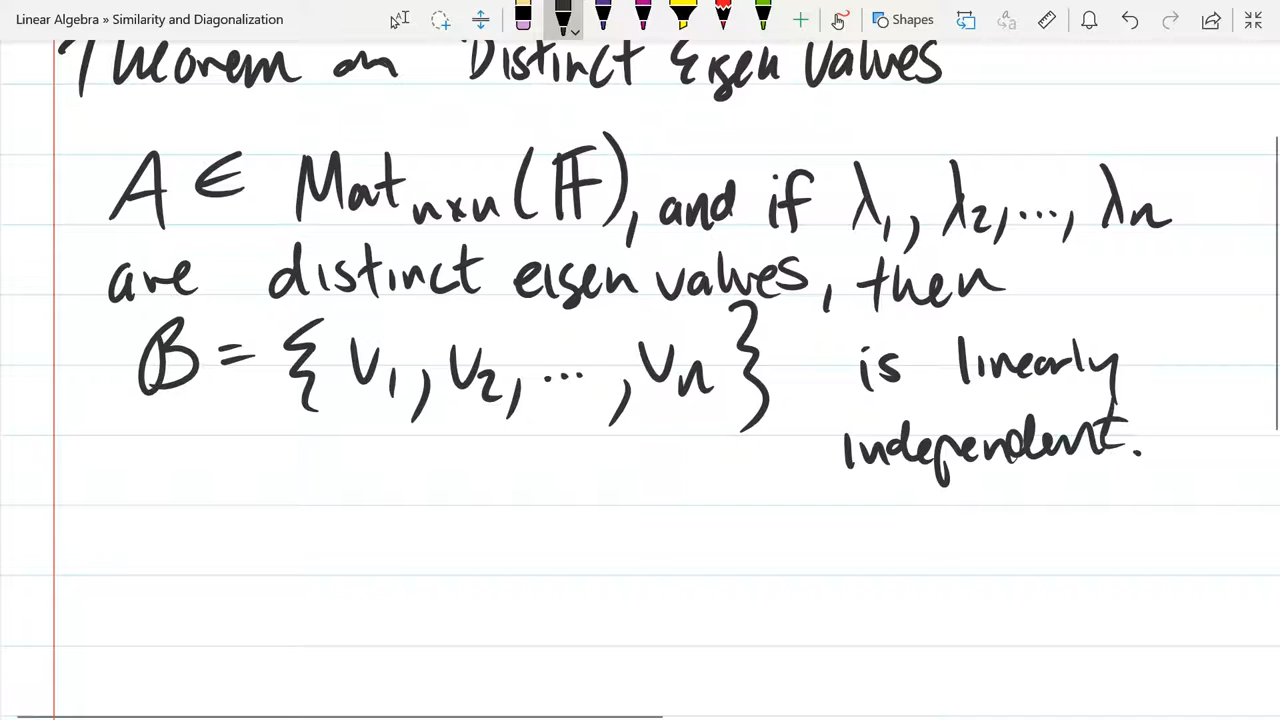 Linear Algebra » Similarity and Diagonalization
Shapes
Theorem on Distinct Eigen Values
A ∈ Mat_{n×n}(𝔽), and if λ₁, λ₂, ..., λₙ
are distinct eigen values, then
ℬ = { v₁, v₂, ..., vₙ } is linearly
independent.